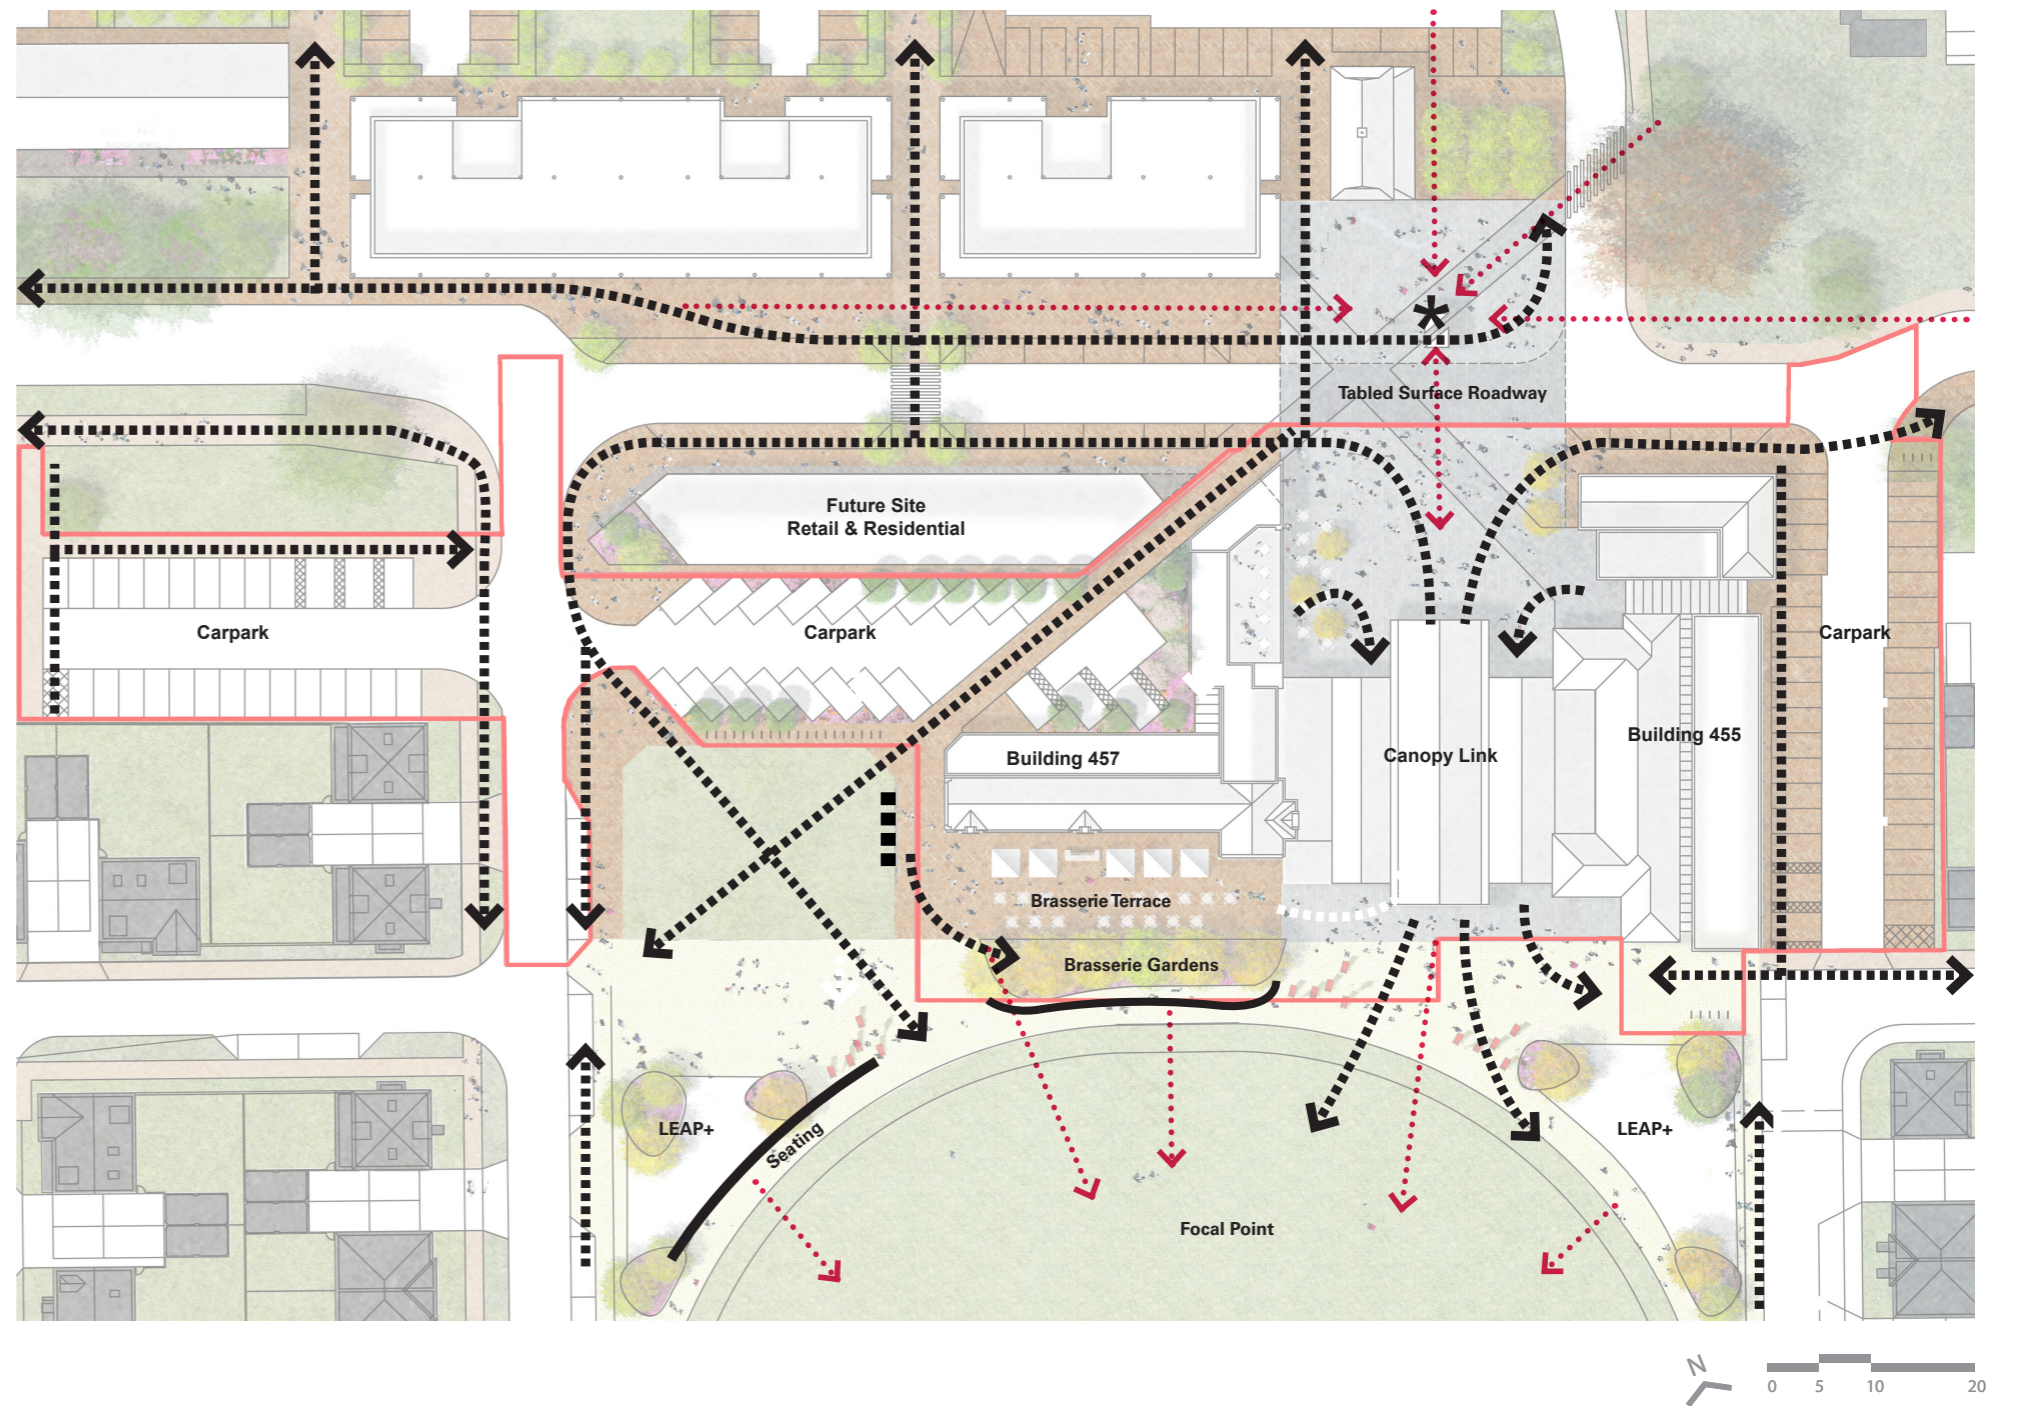 Tabled Surface Roadway
Future Site
Retail & Residential
Carpark
Carpark
Carpark
Building 457
Canopy Link
Building 455
Brasserie Terrace
Brasserie Gardens
LEAP+
Seating
LEAP+
Focal Point
N
0 5 10 20